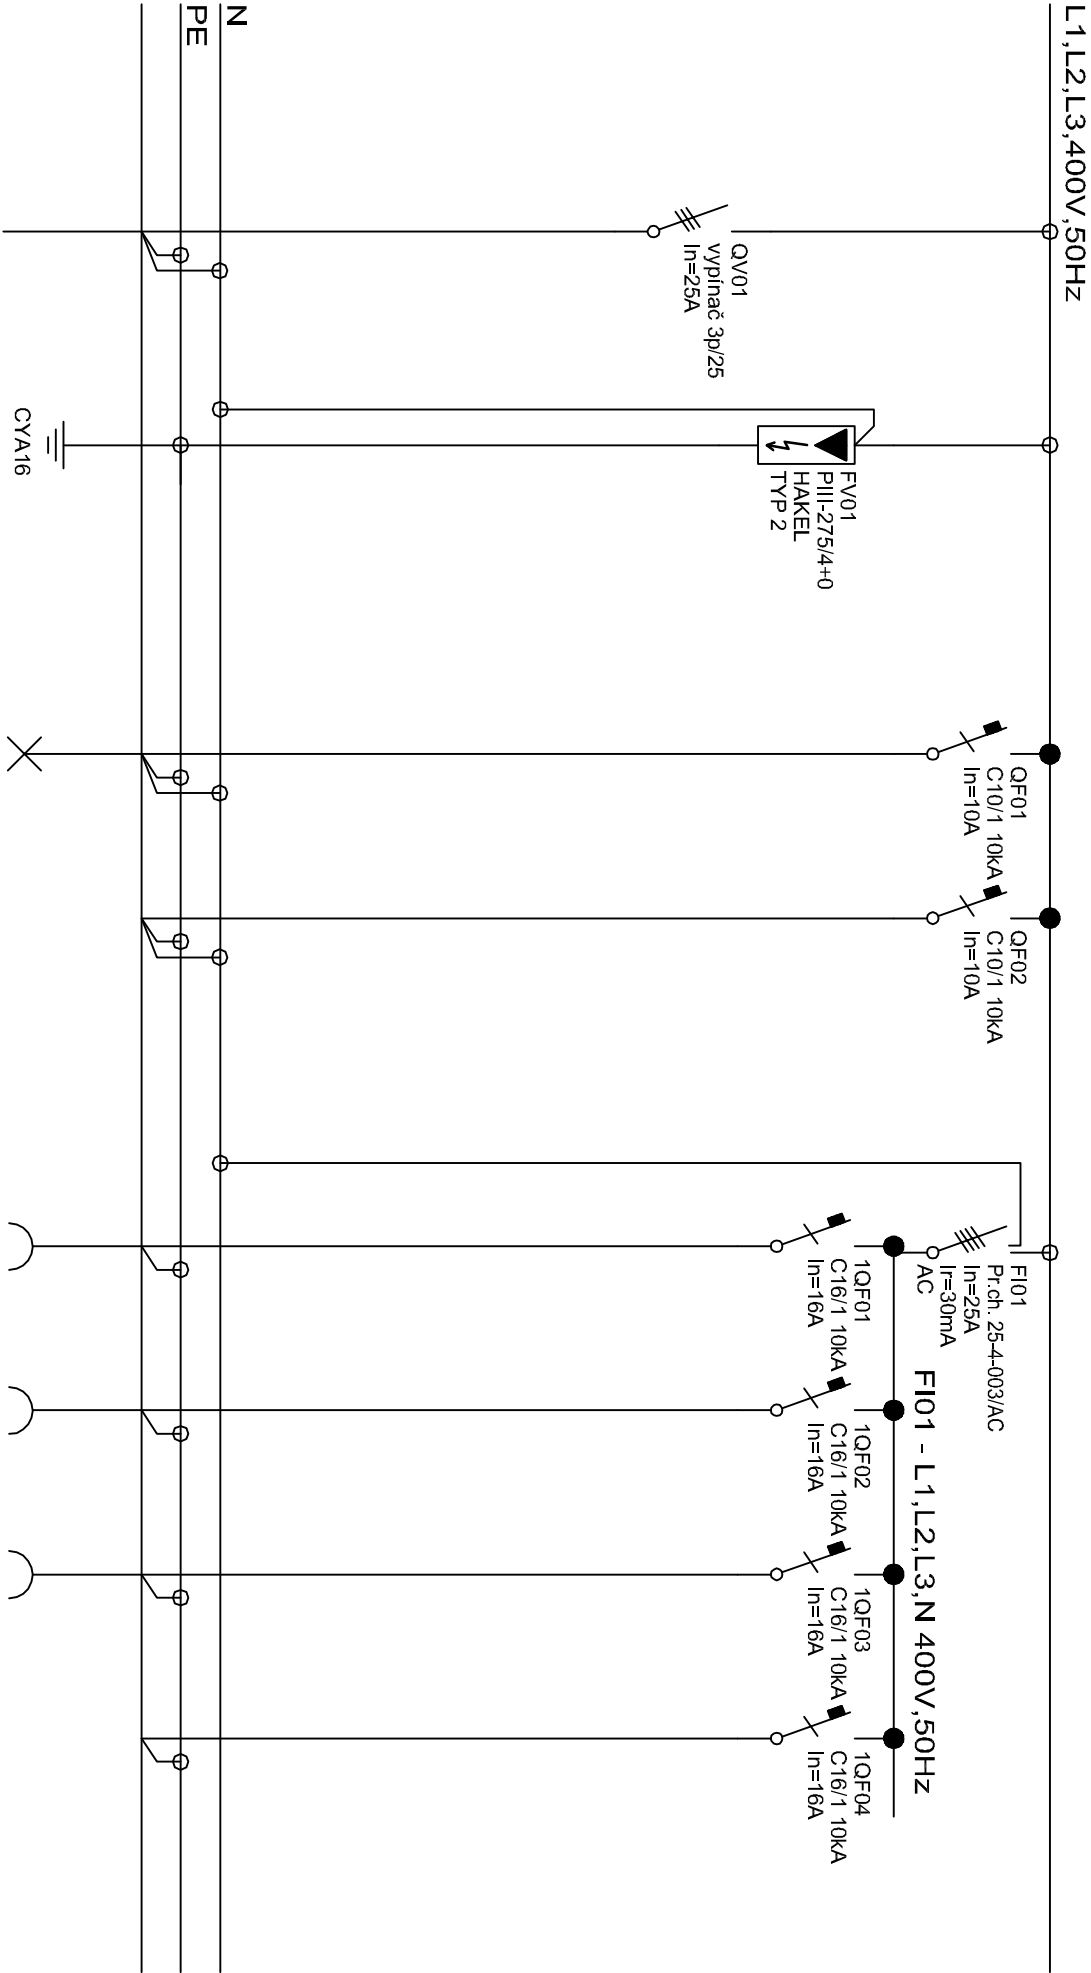 L1,L2,L3,400V,50Hz
N
PE
QV01
vypínač 3p/25
In=25A
FV01
PIII-275/4+0
HAKEL
TYP 2
CYA16
QF01
C10/1 10kA
In=10A
QF02
C10/1 10kA
In=10A
FI01
Pr.ch. 25-4-003/AC
In=25A
Ir=30mA
AC
FI01 - L1,L2,L3,N 400V,50Hz
1QF01
C16/1 10kA
In=16A
1QF02
C16/1 10kA
In=16A
1QF03
C16/1 10kA
In=16A
1QF04
C16/1 10kA
In=16A